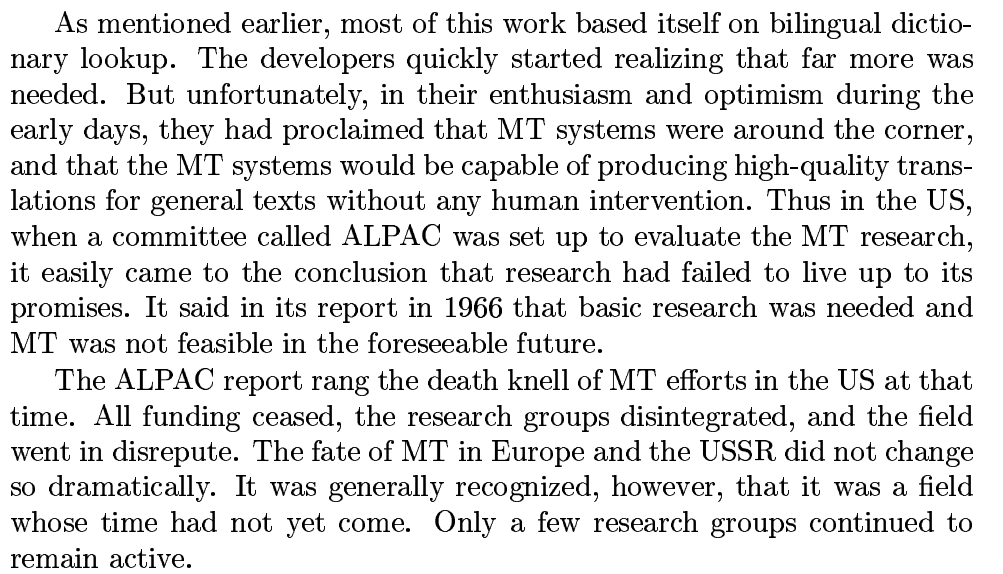 As mentioned earlier, most of this work based itself on bilingual dictio-
nary lookup. The developers quickly started realizing that far more was
needed. But unfortunately, in their enthusiasm and optimism during the
early days, they had proclaimed that MT systems were around the corner,
and that the MT systems would be capable of producing high-quality trans-
lations for general texts without any human intervention. Thus in the US,
when a committee called ALPAC was set up to evaluate the MT research,
it easily came to the conclusion that research had failed to live up to its
promises. It said in its report in 1966 that basic research was needed and
MT was not feasible in the foreseeable future.
The ALPAC report rang the death knell of MT efforts in the US at that
time. All funding ceased, the research groups disintegrated, and the field
went in disrepute. The fate of MT in Europe and the USSR did not change
so dramatically. It was generally recognized, however, that it was a field
whose time had not yet come. Only a few research groups continued to
remain active.